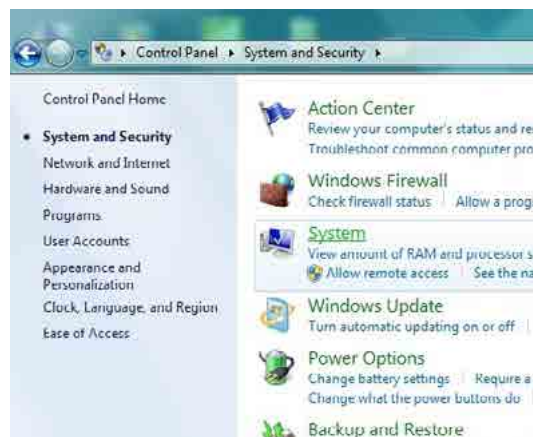 Control Panel System and Security
Control Panel Home
System and Security
Network and Internet
Hardware and Sound
Programs
User Accounts
Appearance and
Personalization
Clock, Language, and Region
Ease of Access
Action Center
Review your computer's status and re
Troubleshoot common computer pro
Windows Firewall
Check firewall status Allow a prog
System
View amount of RAM and processor s
Allow remote access See the na
Windows Update
Turn automatic updating on or off
Power Options
Change battery settings Require a
Change what the power buttons do
Backup and Restore